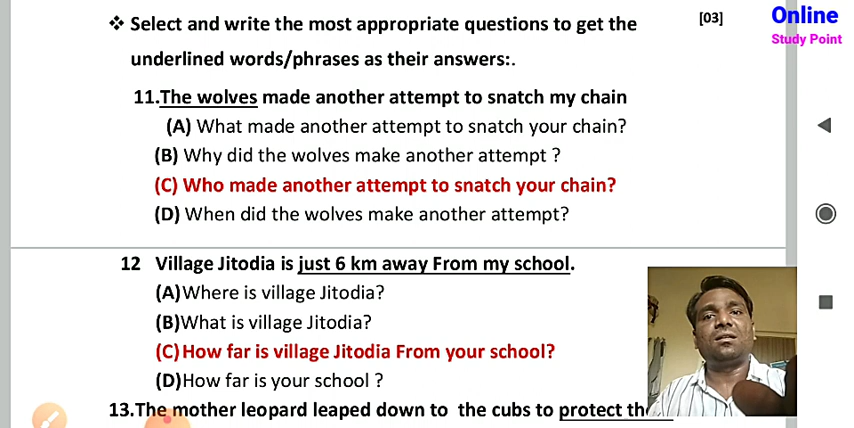 ❖ Select and write the most appropriate questions to get the [03]
Online
Study Point
underlined words/phrases as their answers:.
11.The wolves made another attempt to snatch my chain
(A) What made another attempt to snatch your chain?
(B) Why did the wolves make another attempt ?
(C) Who made another attempt to snatch your chain?
(D) When did the wolves make another attempt?
12 Village Jitodia is just 6 km away From my school.
(A)Where is village Jitodia?
(B)What is village Jitodia?
(C)How far is village Jitodia From your school?
(D)How far is your school ?
13.The mother leopard leaped down to the cubs to protect